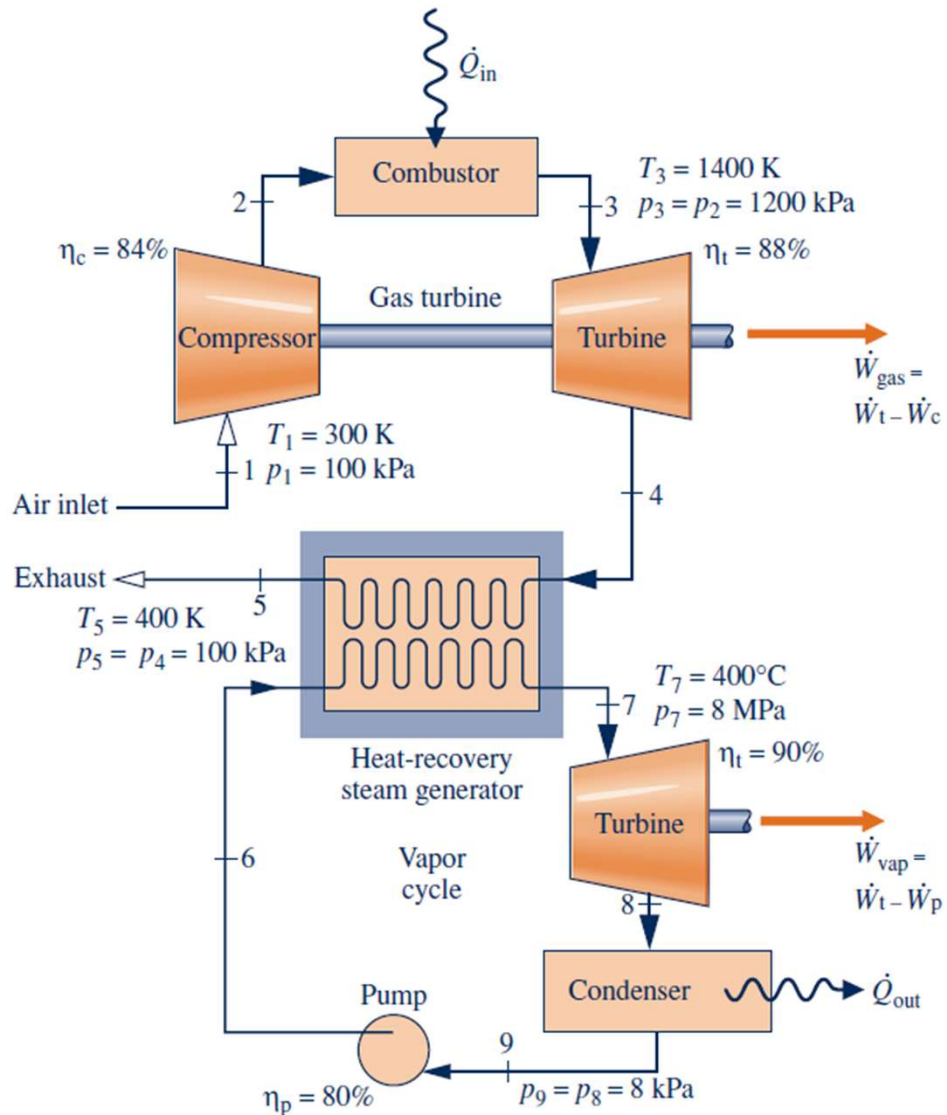 Q̇in
Combustor
T3 = 1400 K
p3 = p2 = 1200 kPa
2
3
ηc = 84%
ηt = 88%
Gas turbine
Compressor
Turbine
Ẇgas =
Ẇt – Ẇc
T1 = 300 K
1 p1 = 100 kPa
Air inlet
4
Exhaust
5
T5 = 400 K
p5 = p4 = 100 kPa
T7 = 400°C
7 p7 = 8 MPa
Heat-recovery
steam generator
ηt = 90%
Turbine
Vapor
cycle
6
Ẇvap =
Ẇt – Ẇp
8
Condenser
Q̇out
Pump
9
p9 = p8 = 8 kPa
ηp = 80%